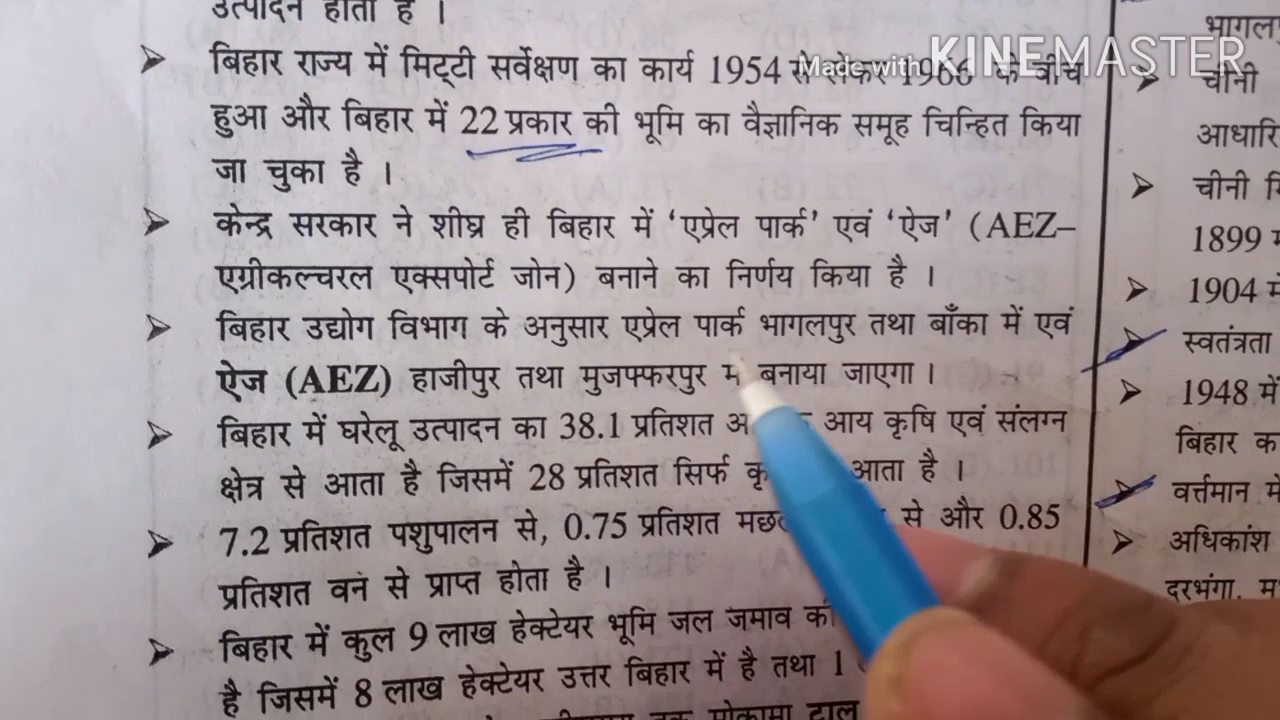 उत्पादन होता है ।
➤ बिहार राज्य में मिट्टी सर्वेक्षण का कार्य 1954 से लेकर 1966 के बीच
हुआ और बिहार में 22 प्रकार की भूमि का वैज्ञानिक समूह चिन्हित किया
जा चुका है ।
➤ केन्द्र सरकार ने शीघ्र ही बिहार में ‘एप्रेल पार्क’ एवं ‘ऐज’ (AEZ–
एग्रीकल्चरल एक्सपोर्ट जोन) बनाने का निर्णय किया है ।
➤ बिहार उद्योग विभाग के अनुसार एप्रेल पार्क भागलपुर तथा बाँका में एवं
ऐज (AEZ) हाजीपुर तथा मुजफ्फरपुर में बनाया जाएगा ।
➤ बिहार में घरेलू उत्पादन का 38.1 प्रतिशत आय कृषि एवं संलग्न
क्षेत्र से आता है जिसमें 28 प्रतिशत सिर्फ आता है ।
➤ 7.2 प्रतिशत पशुपालन से, 0.75 प्रतिशत से और 0.85
प्रतिशत वन से प्राप्त होता है ।
➤ बिहार में कुल 9 लाख हेक्टेयर भूमि जल जमाव की
है जिसमें 8 लाख हेक्टेयर उत्तर बिहार में है तथा 1
मोकामा टाल
Made with KINEMASTER
➤ चीनी
➤ चीनी
1899
➤ 1904
➤ स्वतंत्रता
➤ 1948 में
बिहार
➤ वर्त्तमान
➤ अधिकांश
दरभंगा,